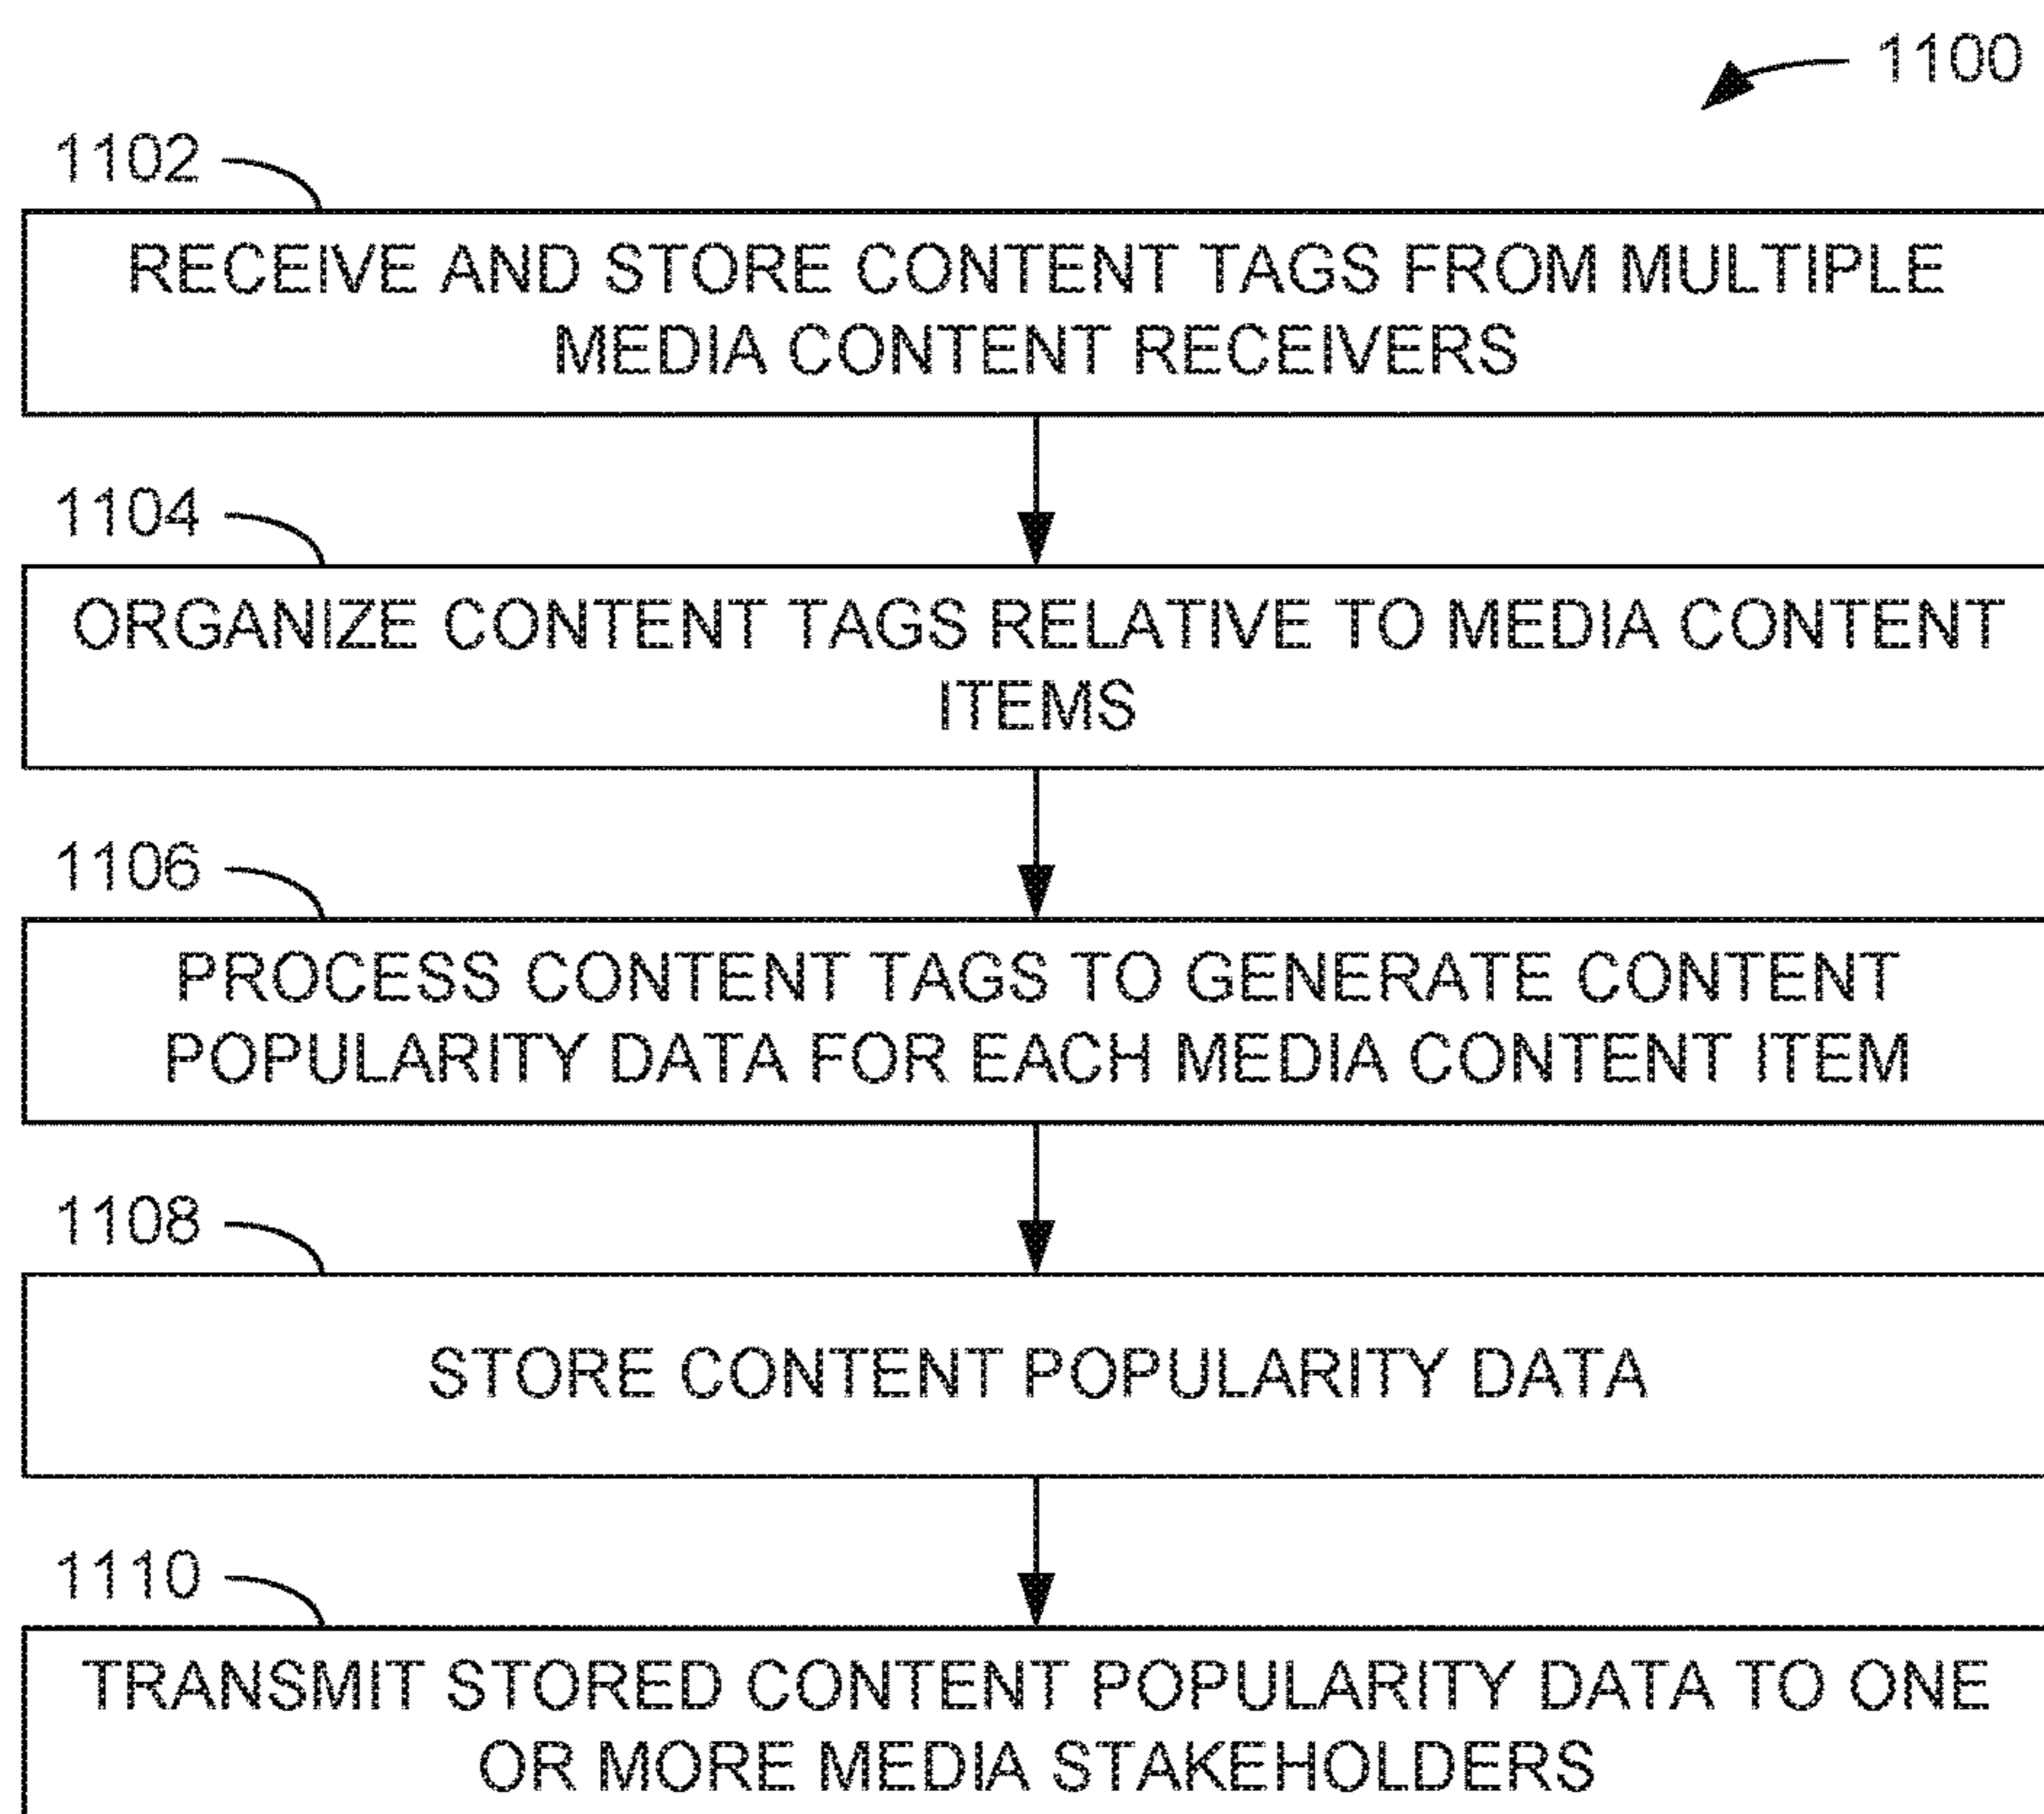 1100
1102
RECEIVE AND STORE CONTENT TAGS FROM MULTIPLE
MEDIA CONTENT RECEIVERS
1104
ORGANIZE CONTENT TAGS RELATIVE TO MEDIA CONTENT
ITEMS
1106
PROCESS CONTENT TAGS TO GENERATE CONTENT
POPULARITY DATA FOR EACH MEDIA CONTENT ITEM
1108
STORE CONTENT POPULARITY DATA
1110
TRANSMIT STORED CONTENT POPULARITY DATA TO ONE
OR MORE MEDIA STAKEHOLDERS